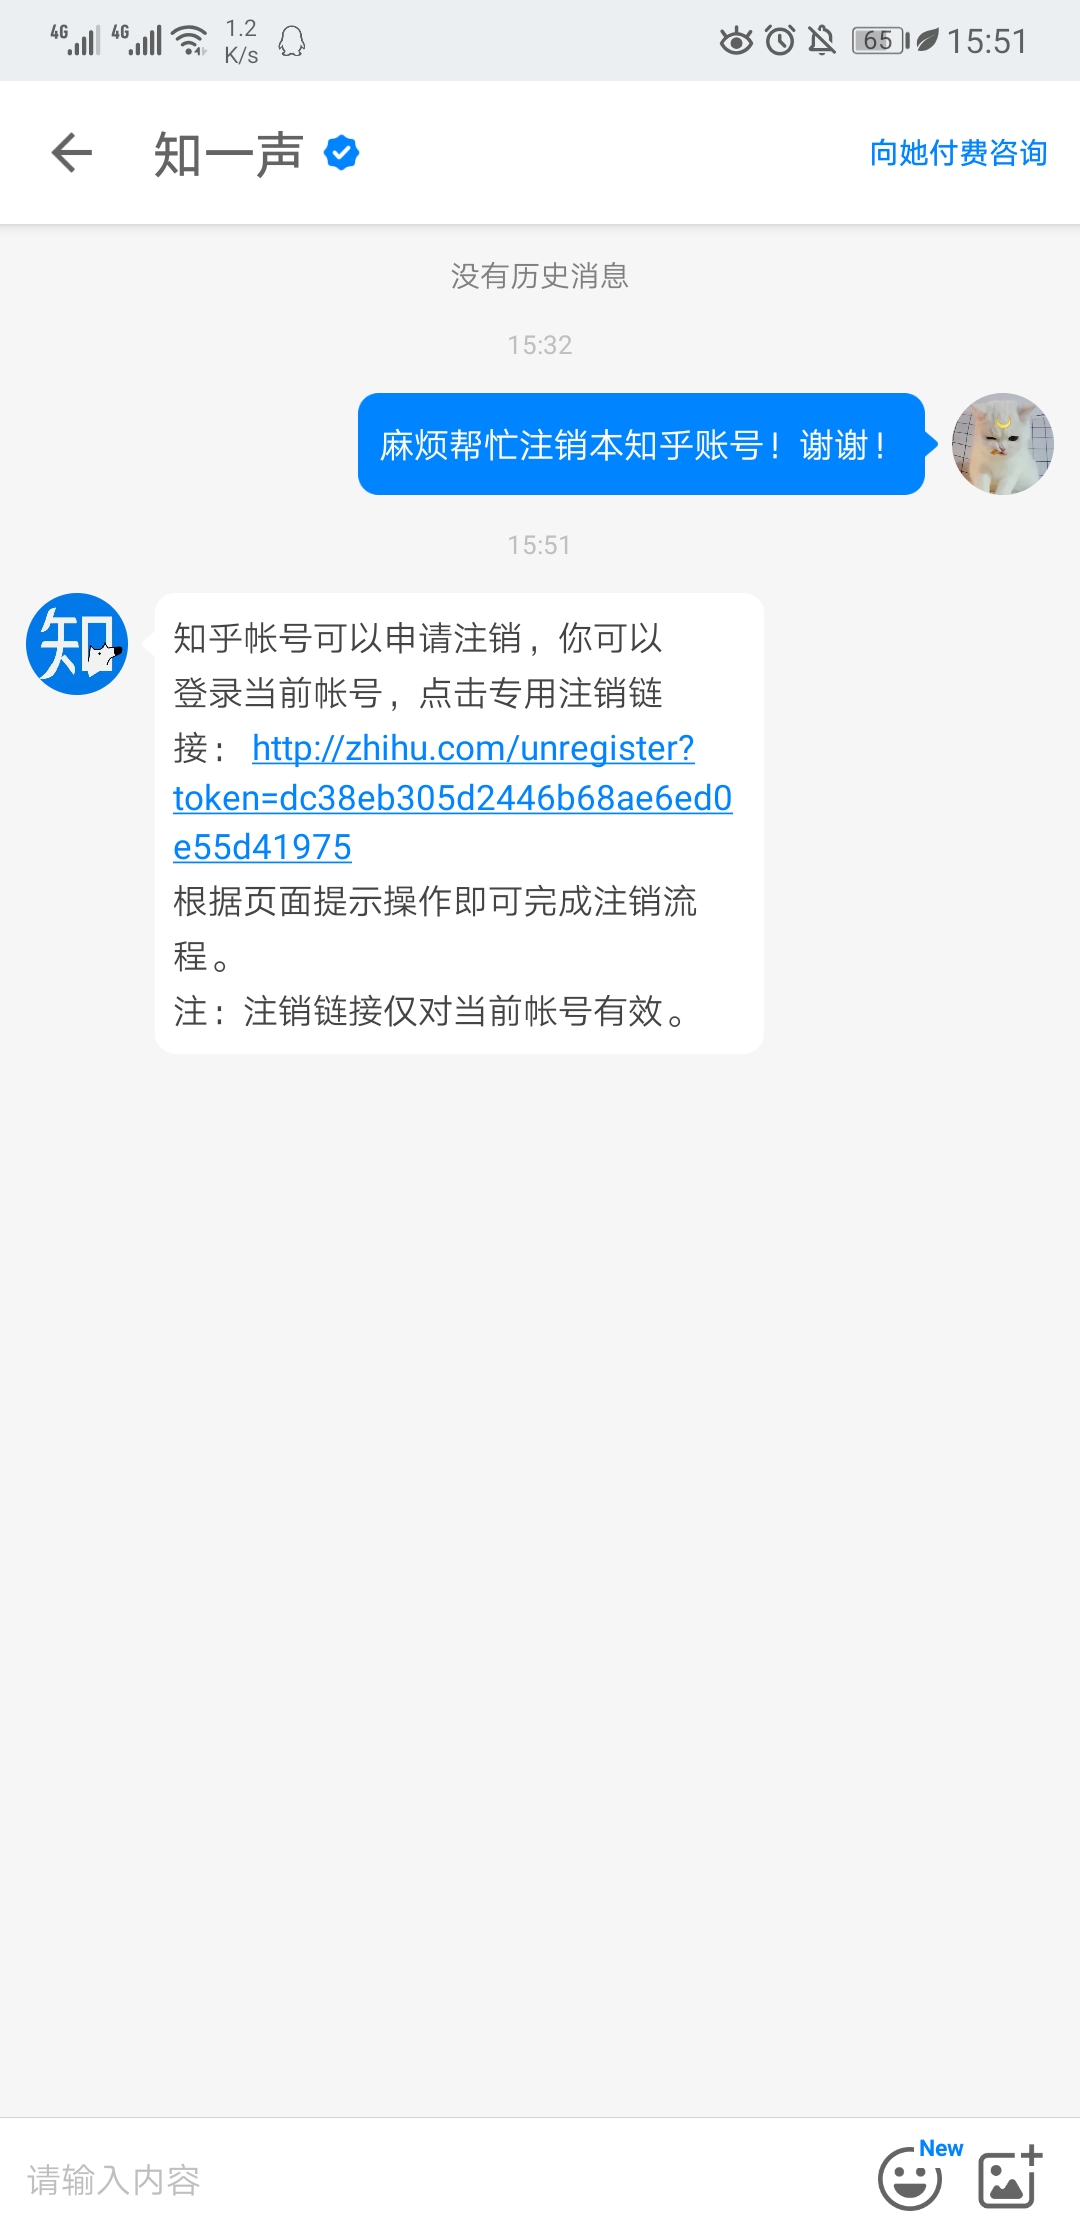 4G 4G 1.2 K/s 65 15:51
知一声 向她付费咨询
没有历史消息
15:32
麻烦帮忙注销本知乎账号！谢谢！
15:51
知
知乎帐号可以申请注销，你可以
登录当前帐号，点击专用注销链
接： http://zhihu.com/unregister?
token=dc38eb305d2446b68ae6ed0
e55d41975
根据页面提示操作即可完成注销流
程。
注：注销链接仅对当前帐号有效。
New
请输入内容